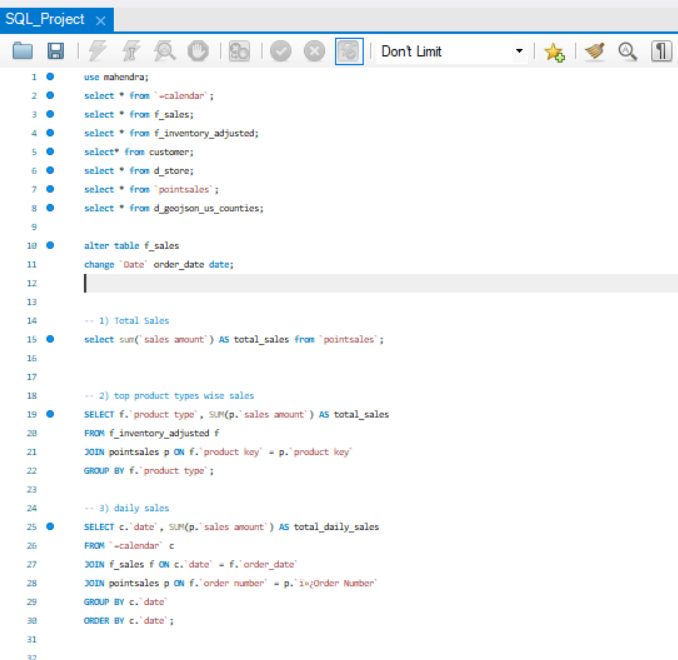 SQL_Project
Don't Limit
1 use mahendra;
2 select * from `-calendar`;
3 select * from f_sales;
4 select * from f_inventory_adjusted;
5 select* from customer;
6 select * from d_store;
7 select * from `pointsales`;
8 select * from d_geojson_us_counties;
9
10 alter table f_sales
11 change `Date` order_date date;
12
13
14 -- 1) Total Sales
15 select sum(`sales amount`) AS total_sales from `pointsales`;
16
17
18 -- 2) top product types wise sales
19 SELECT f.`product type`, SUM(p.`sales amount`) AS total_sales
20 FROM f_inventory_adjusted f
21 JOIN pointsales p ON f.`product key` = p.`product key`
22 GROUP BY f.`product type`;
23
24 -- 3) daily sales
25 SELECT c.`date`, SUM(p.`sales amount`) AS total_daily_sales
26 FROM `-calendar` c
27 JOIN f_sales f ON c.`date` = f.`order_date`
28 JOIN pointsales p ON f.`order number` = p.`ï»¿Order Number`
29 GROUP BY c.`date`
30 ORDER BY c.`date`;
31
32